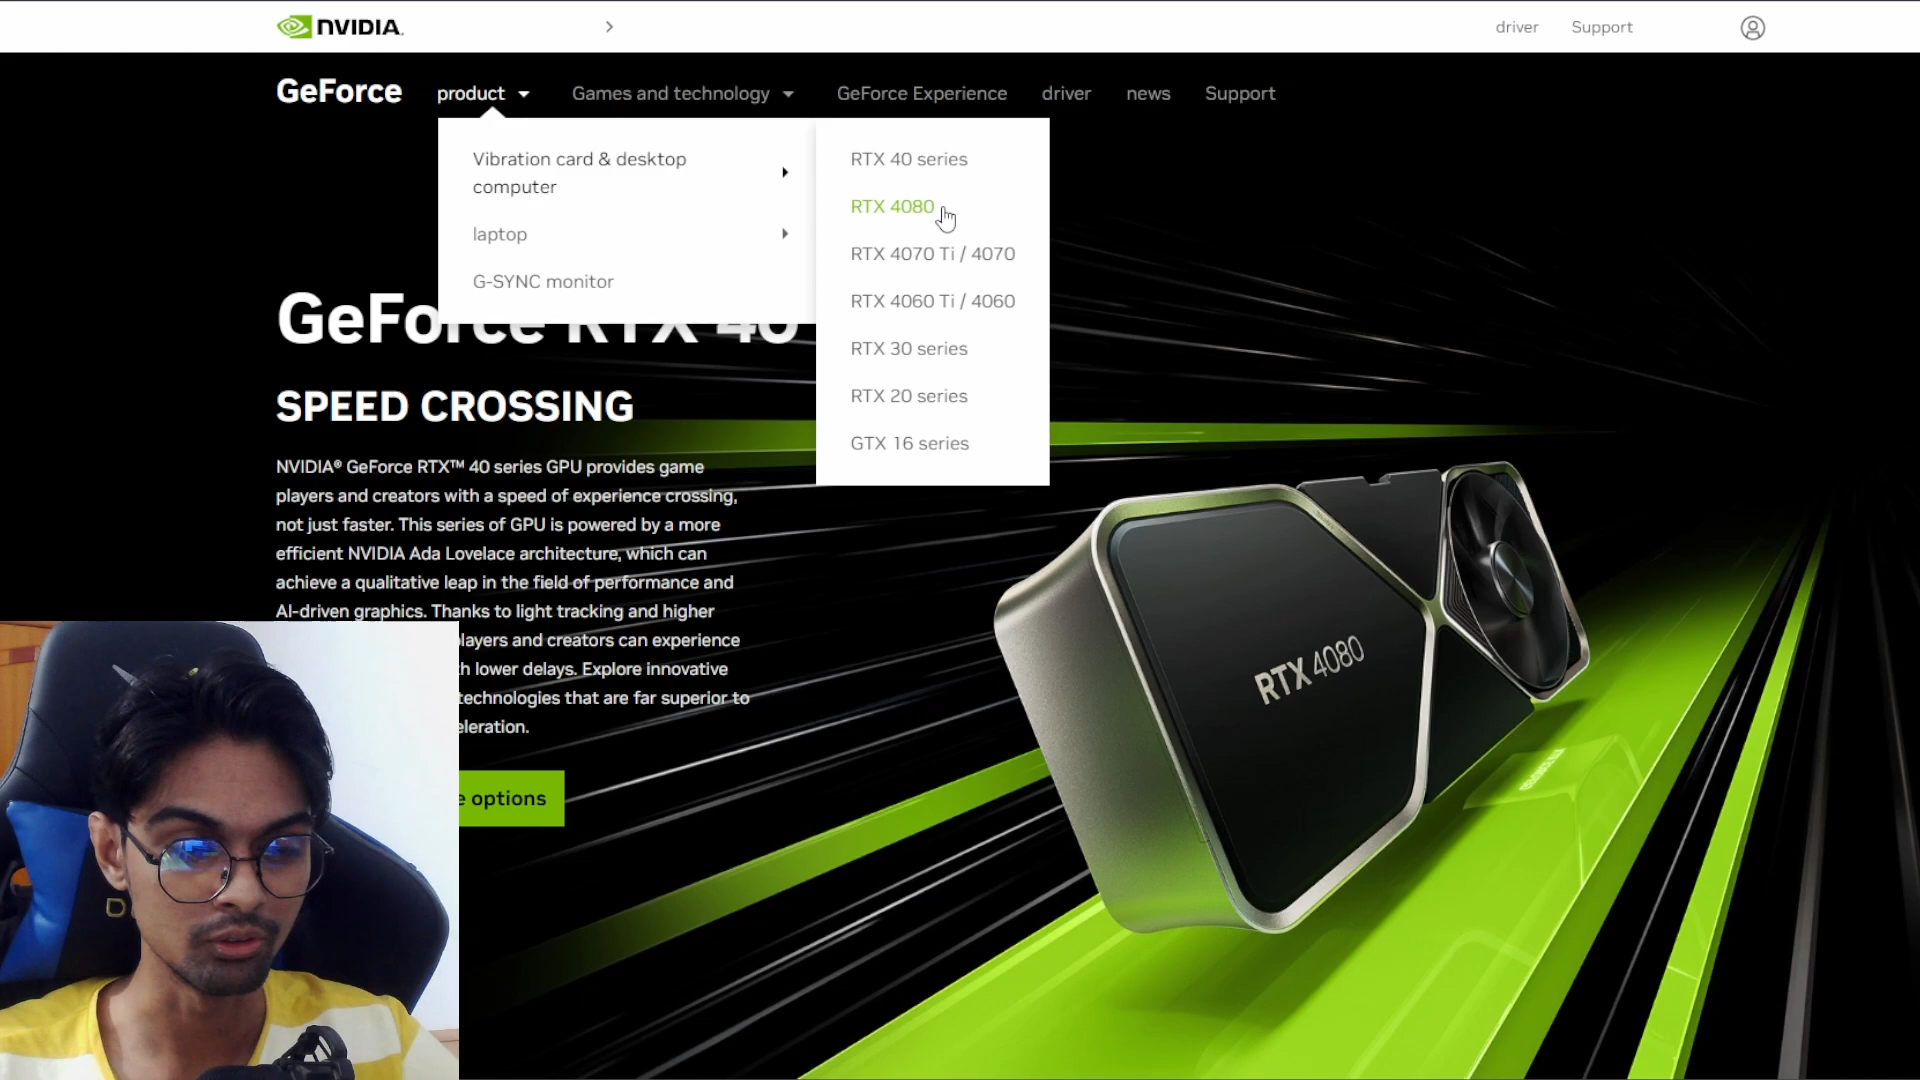 NVIDIA.
driver
Support
GeForce
product
Games and technology
GeForce Experience
driver
news
Support
Vibration card & desktop
computer
laptop
G-SYNC monitor
RTX 40 series
RTX 4080
RTX 4070 Ti / 4070
RTX 4060 Ti / 4060
RTX 30 series
RTX 20 series
GTX 16 series
GeForce RTX 40
SPEED CROSSING
NVIDIA® GeForce RTX™ 40 series GPU provides game
players and creators with a speed of experience crossing,
not just faster. This series of GPU is powered by a more
efficient NVIDIA Ada Lovelace architecture, which can
achieve a qualitative leap in the field of performance and
AI-driven graphics. Thanks to light tracking and higher
layers and creators can experience
th lower delays. Explore innovative
technologies that are far superior to
eleration.
e options
RTX 4080